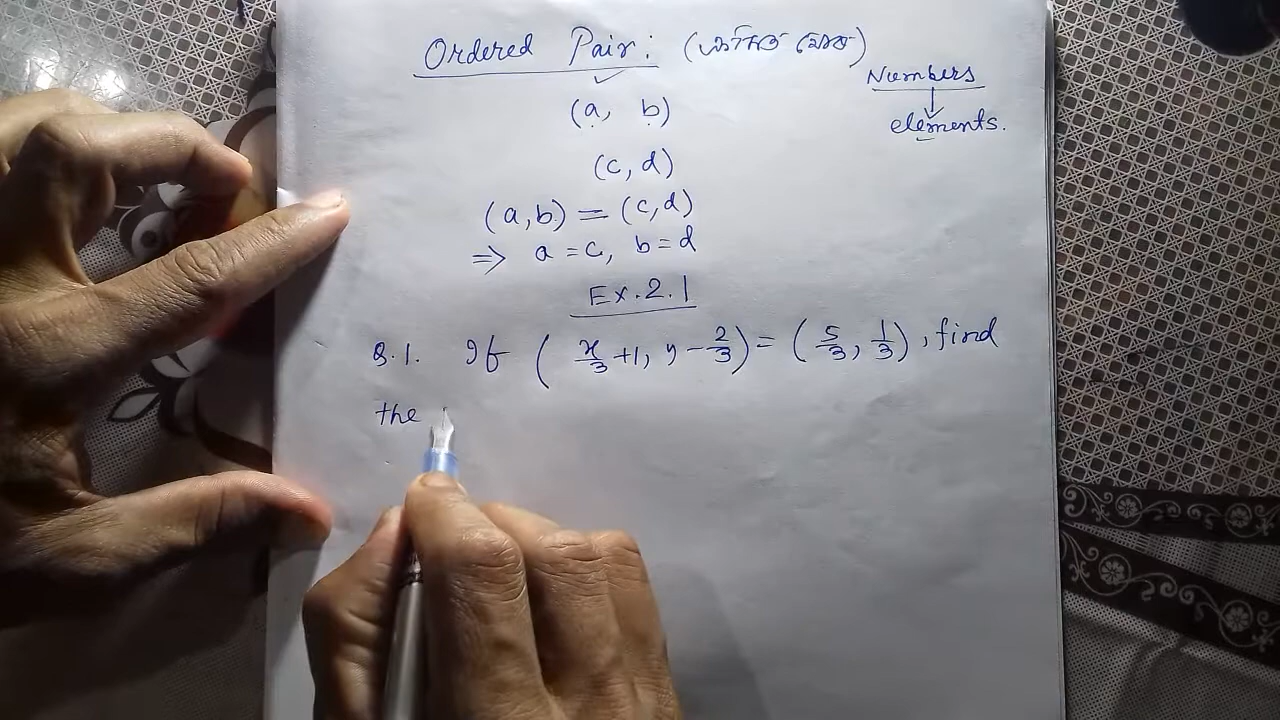 Ordered Pair:
Numbers
elements.
(a, b)
(c, d)
(a,b) = (c,d)
⇒ a = c, b = d
Ex. 2.1
Q.1. If ( x/3 +1, y - 2/3 ) = ( 5/3, 1/3 ), find
the